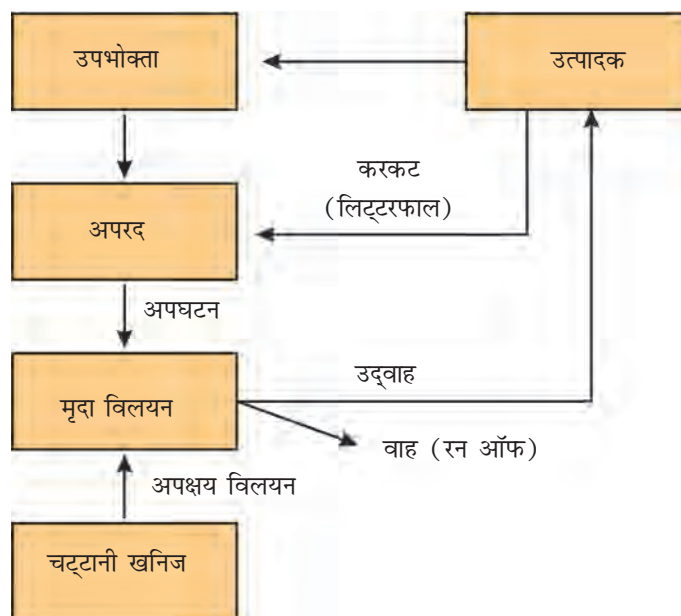 उपभोक्ता
उत्पादक
करकट
(लिट्टरफाल)
अपरद
अपघटन
उद्‌वाह
मृदा विलयन
वाह (रन ऑफ)
अपक्षय विलयन
चट्टानी खनिज